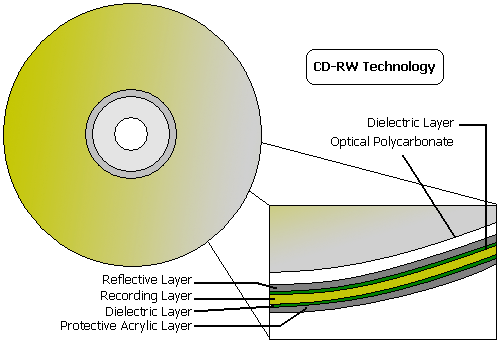 CD-RW Technology
Dielectric Layer
Optical Polycarbonate
Reflective Layer
Recording Layer
Dielectric Layer
Protective Acrylic Layer